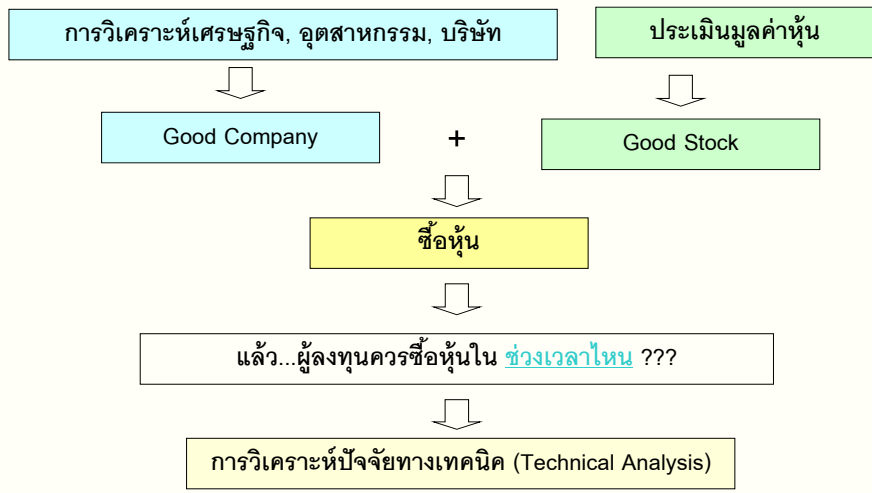 การวิเคราะห์เศรษฐกิจ, อุตสาหกรรม, บริษัท
ประเมินมูลค่าหุ้น
Good Company
+
Good Stock
ซื้อหุ้น
แล้ว...ผู้ลงทุนควรซื้อหุ้นใน ช่วงเวลาไหน ???
การวิเคราะห์ปัจจัยทางเทคนิค (Technical Analysis)